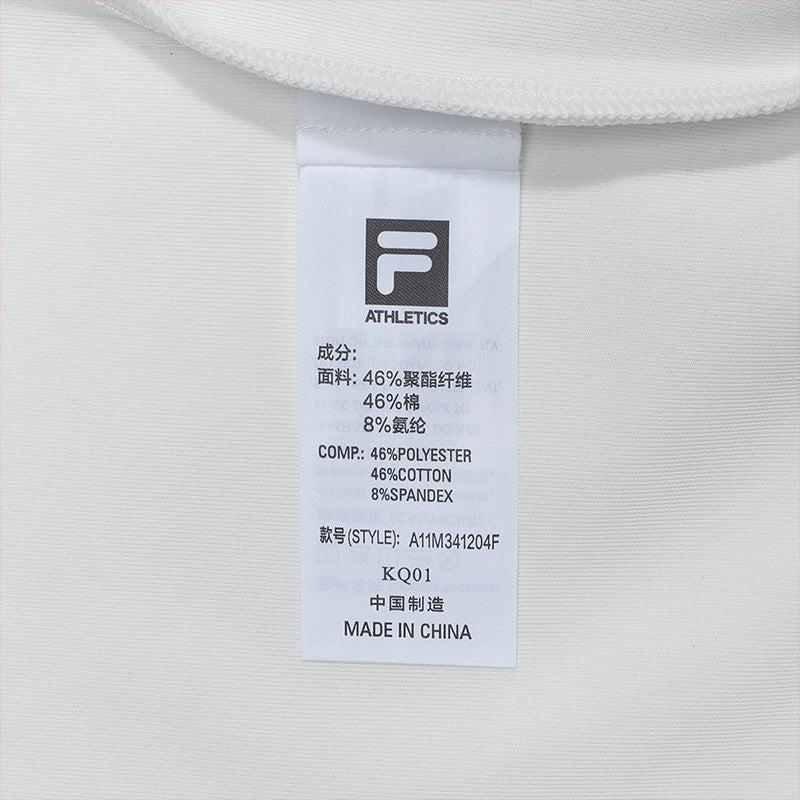 F
ATHLETICS
成分:
面料: 46%聚酯纤维
46%棉
8%氨纶
COMP.: 46%POLYESTER
46%COTTON
8%SPANDEX
款号(STYLE): A11M341204F
KQ01
中国制造
MADE IN CHINA